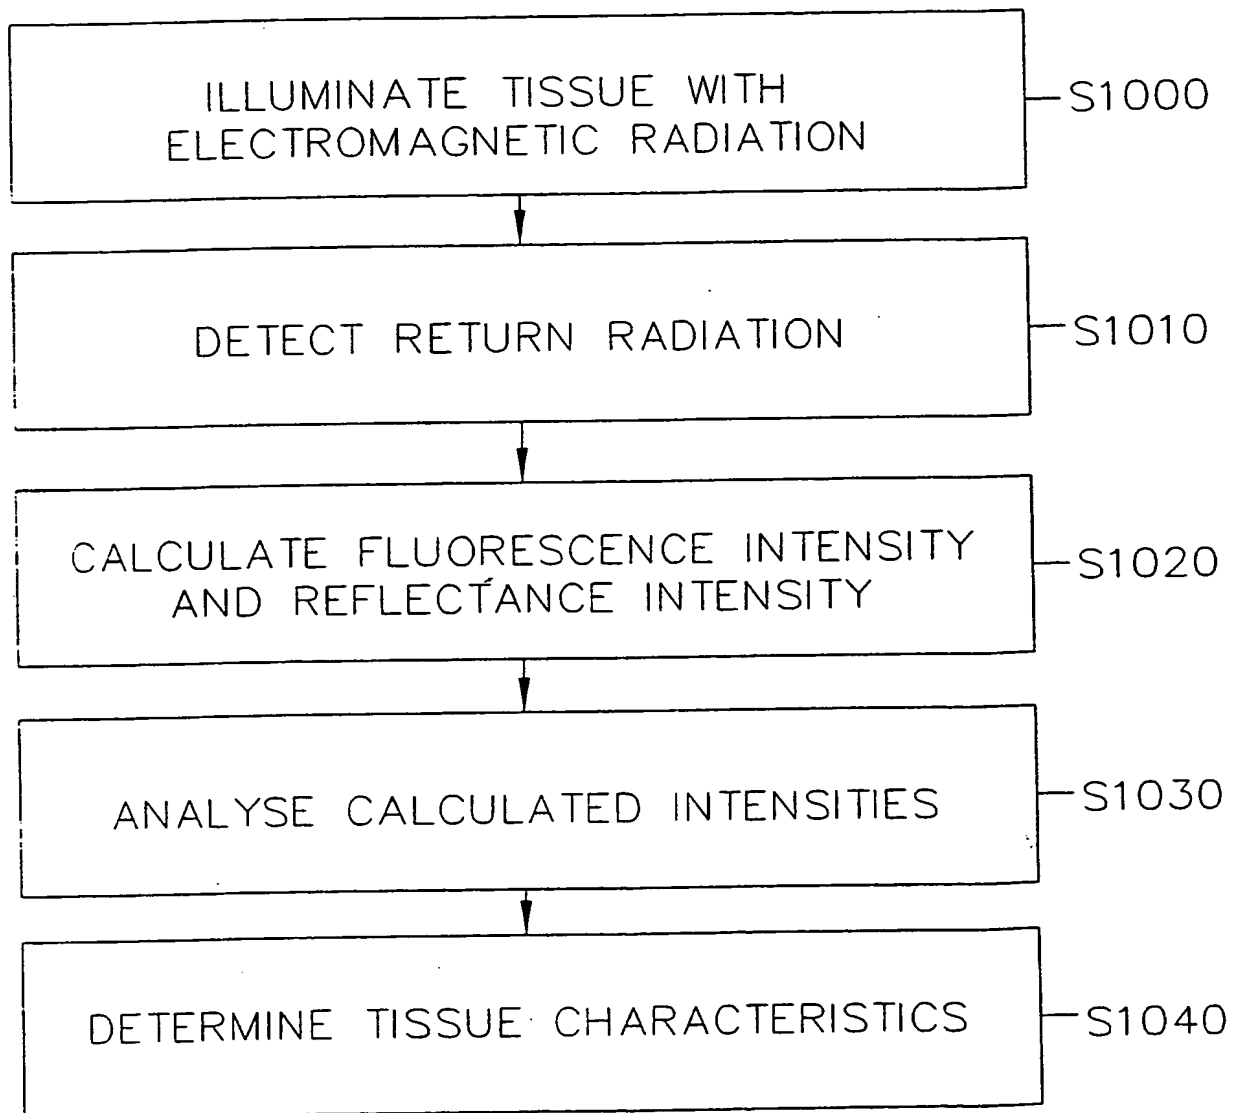 ILLUMINATE TISSUE WITH
ELECTROMAGNETIC RADIATION
S1000
DETECT RETURN RADIATION
S1010
CALCULATE FLUORESCENCE INTENSITY
AND REFLECTANCE INTENSITY
S1020
ANALYSE CALCULATED INTENSITIES
S1030
DETERMINE TISSUE CHARACTERISTICS
S1040